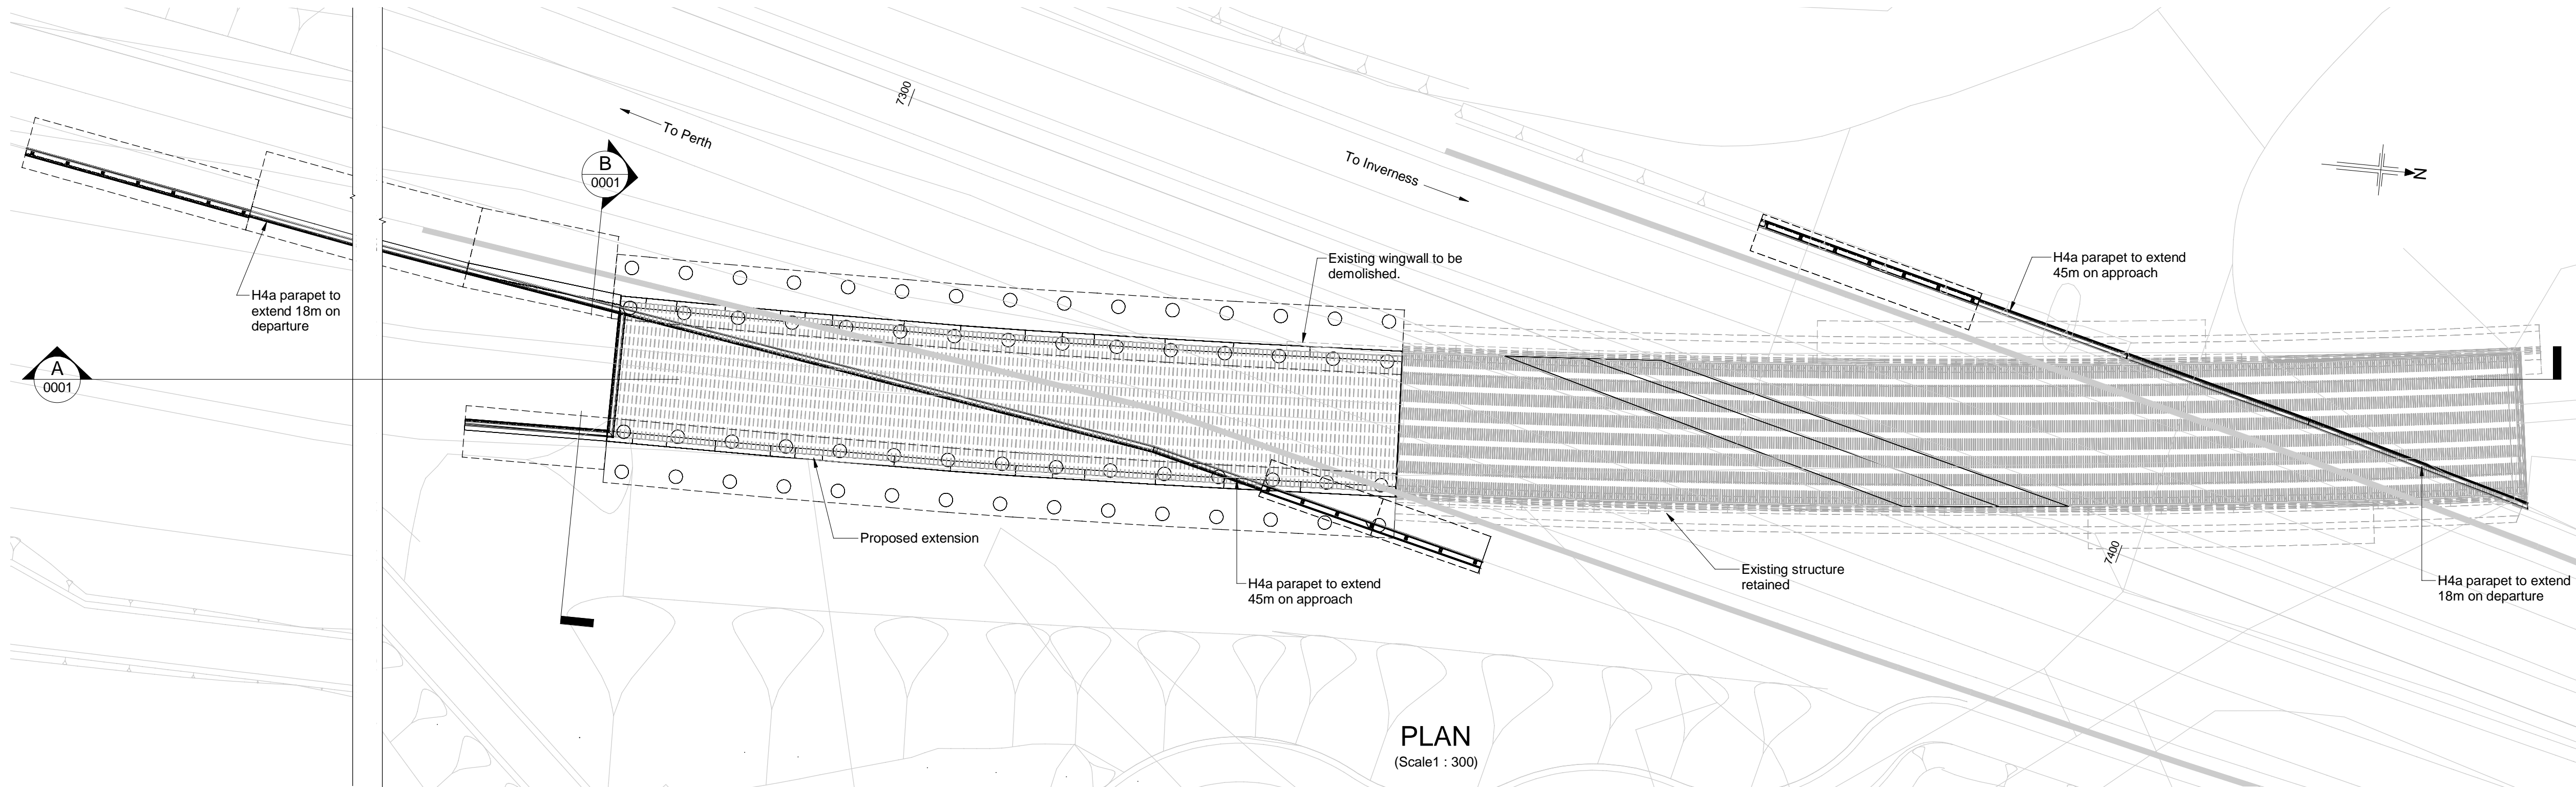 7300
To Perth
B
0001
To Inverness
N
Existing wingwall to be
demolished.
H4a parapet to extend
45m on approach
H4a parapet to
extend 18m on
departure
A
0001
Proposed extension
H4a parapet to extend
45m on approach
Existing structure
retained
7400
H4a parapet to extend
18m on departure
PLAN
(Scale1 : 300)